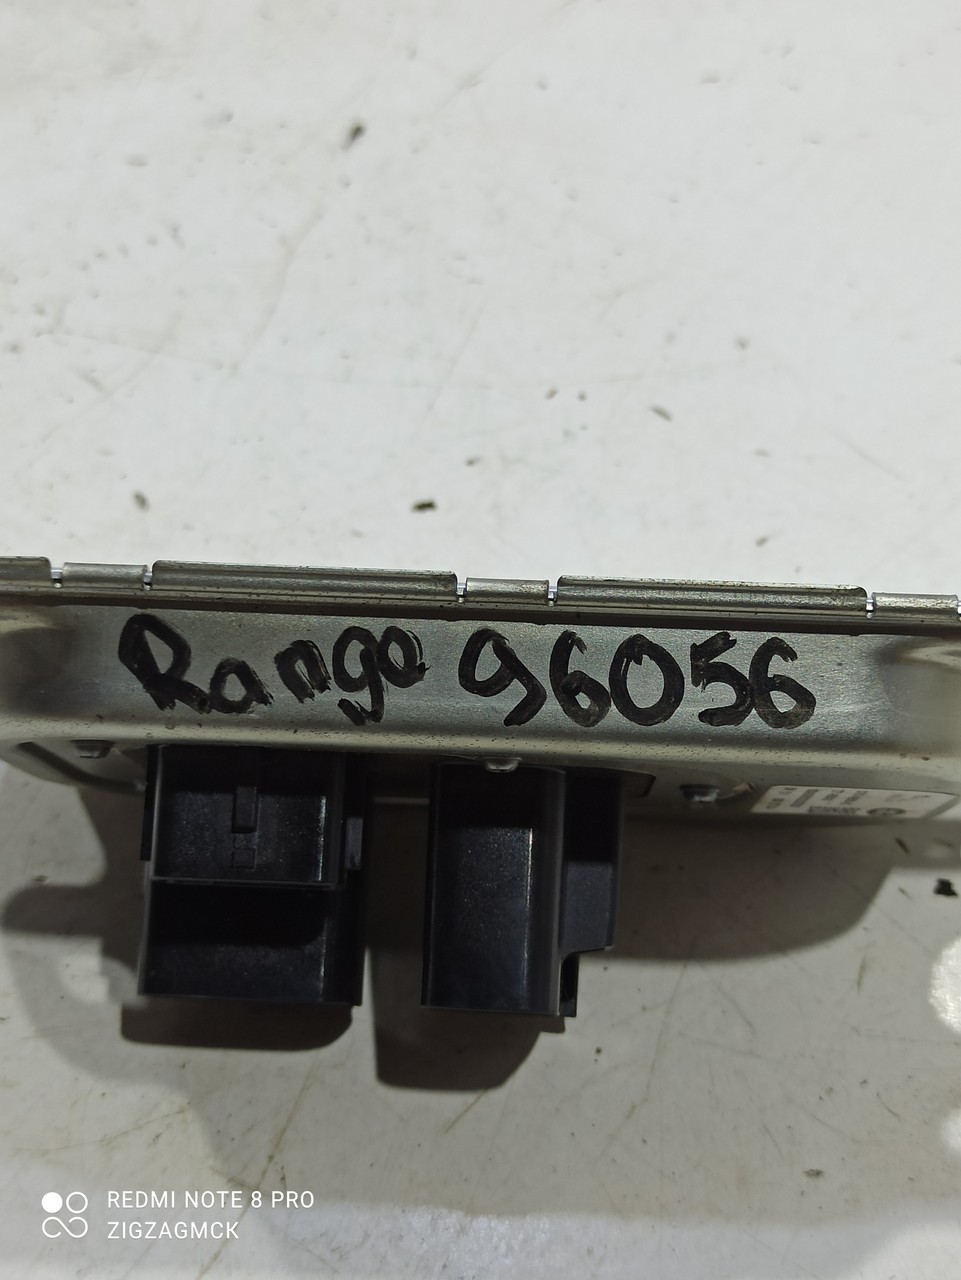 Range 96056
REDMI NOTE 8 PRO
ZIGZAGMCK